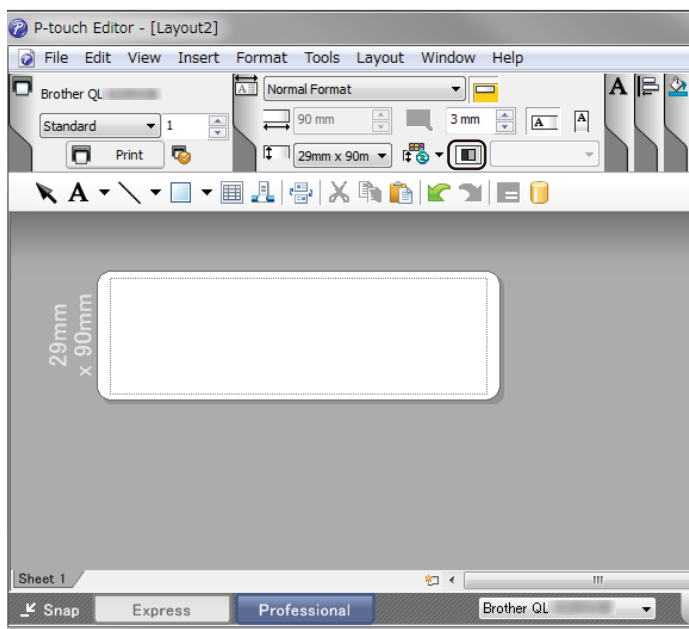 P-touch Editor - [Layout2]
File Edit View Insert Format Tools Layout Window Help
Brother QL
Normal Format
A
Standard 1
90 mm
3 mm
A
A
Print
29mm x 90m
A
29mm
x 90mm
Sheet 1
Snap
Express
Professional
Brother QL